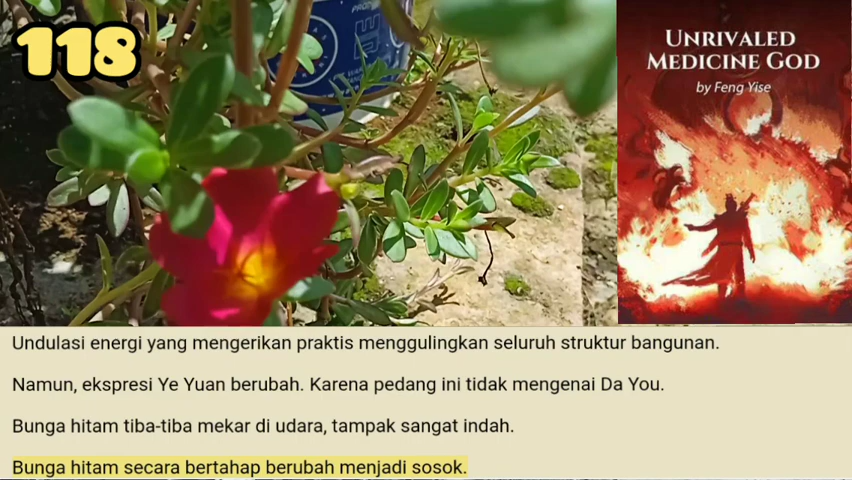 118
UNRIVALED
MEDICINE GOD
by Feng Yise
Undulasi energi yang mengerikan praktis menggulingkan seluruh struktur bangunan.
Namun, ekspresi Ye Yuan berubah. Karena pedang ini tidak mengenai Da You.
Bunga hitam tiba-tiba mekar di udara, tampak sangat indah.
Bunga hitam secara bertahap berubah menjadi sosok.